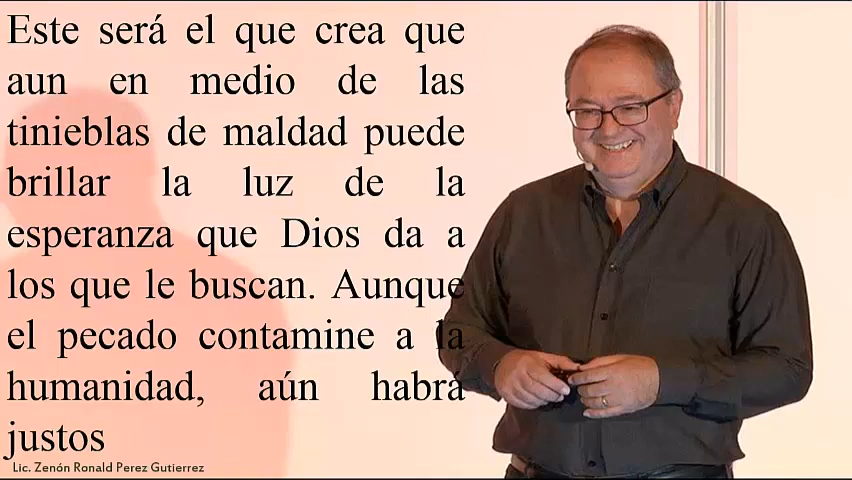 Este será el que crea que
aun en medio de las
tinieblas de maldad puede
brillar la luz de la
esperanza que Dios da a
los que le buscan. Aunque
el pecado contamine a la
humanidad, aún habrá
justos
Lic. Zenón Ronald Perez Gutierrez